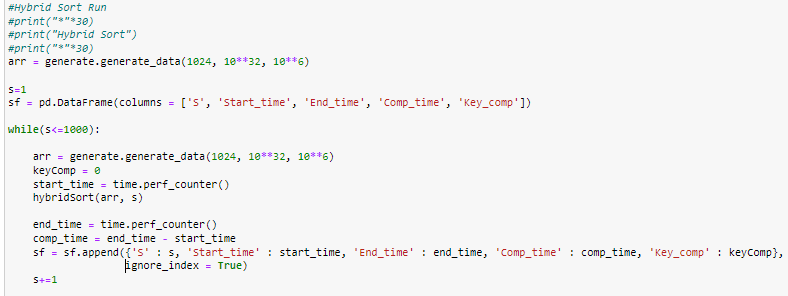 #Hybrid Sort Run
#print("*"*30)
#print("Hybrid Sort")
#print("*"*30)
arr = generate.generate_data(1024, 10**32, 10**6)
s=1
sf = pd.DataFrame(columns = ['S', 'Start_time', 'End_time', 'Comp_time', 'Key_comp'])
while(s<=1000):
    arr = generate.generate_data(1024, 10**32, 10**6)
    keyComp = 0
    start_time = time.perf_counter()
    hybridSort(arr, s)
    end_time = time.perf_counter()
    comp_time = end_time - start_time
    sf = sf.append({'S' : s, 'Start_time' : start_time, 'End_time' : end_time, 'Comp_time' : comp_time, 'Key_comp' : keyComp},
                   ignore_index = True)
    s+=1